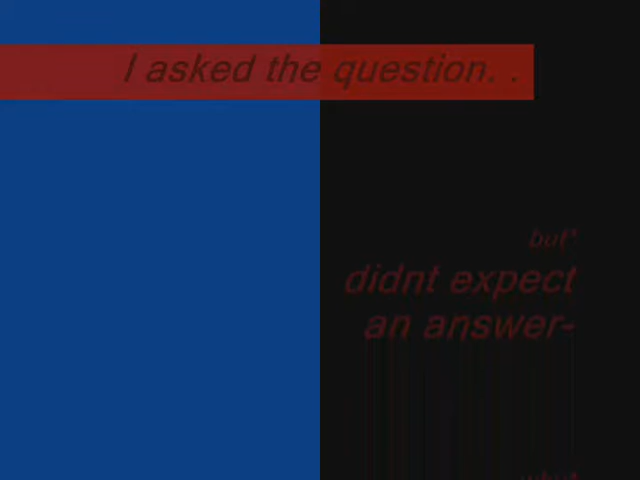 I asked the question. .
but*
didnt expect
an answer-